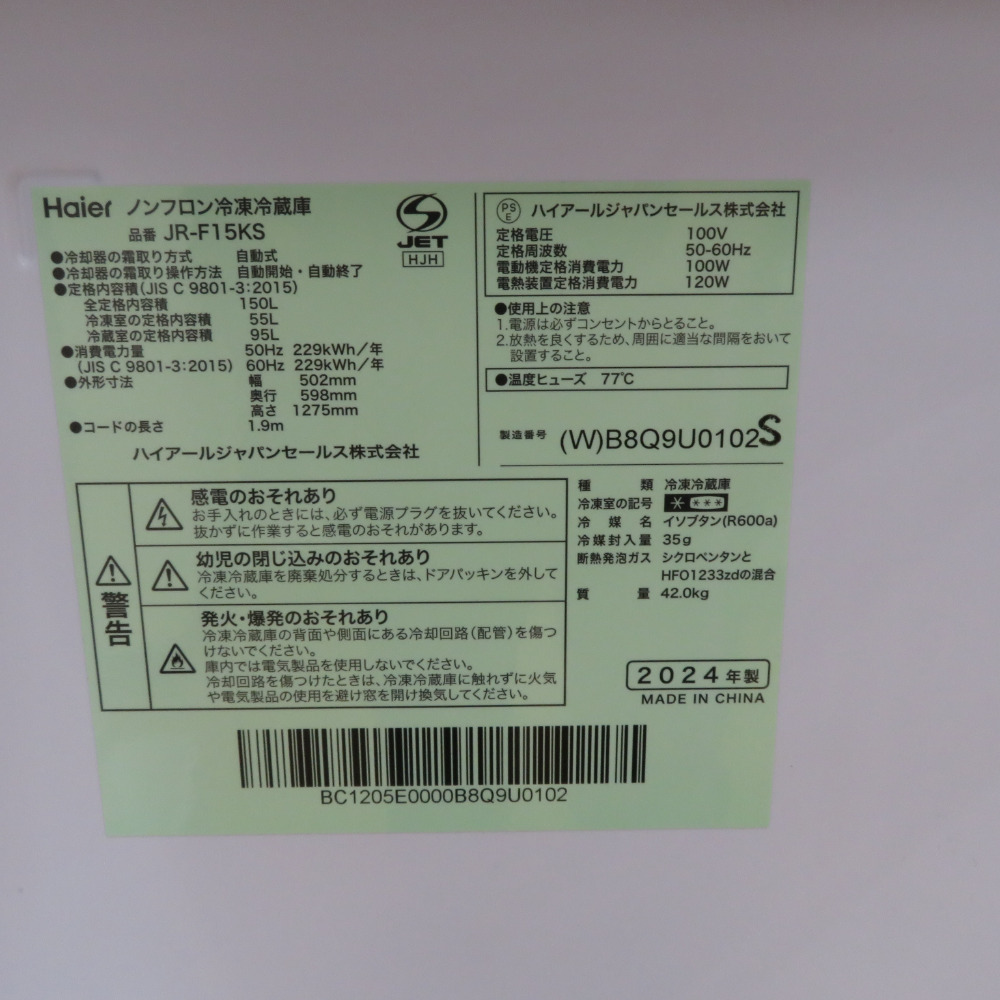 Haier ノンフロン冷凍冷蔵庫
品番 JR-F15KS
JET
HJH
●冷却器の霜取り方式 自動式
●冷却器の霜取り操作方法 自動開始・自動終了
●定格内容積(JIS C 9801-3:2015)
全定格内容積 150L
冷凍室の定格内容積 55L
冷蔵室の定格内容積 95L
●消費電力量 50Hz 229kWh/年
(JIS C 9801-3:2015) 60Hz 229kWh/年
●外形寸法 幅 502mm
奥行 598mm
高さ 1275mm
●コードの長さ 1.9m
ハイアールジャパンセールス株式会社
PS
E
ハイアールジャパンセールス株式会社
定格電圧 100V
定格周波数 50-60Hz
電動機定格消費電力 100W
電熱装置定格消費電力 120W
●使用上の注意
1.電源は必ずコンセントからとること。
2.放熱を良くするため、周囲に適当な間隔をおいて
設置すること。
●温度ヒューズ 77℃
製造番号 (W)B8Q9U0102S
警告
感電のおそれあり
お手入れのときには、必ず電源プラグを抜いてください。
抜かずに作業すると感電のおそれがあります。
幼児の閉じ込みのおそれあり
冷凍冷蔵庫を廃棄処分するときは、ドアパッキンを外して
ください。
発火・爆発のおそれあり
冷凍冷蔵庫の背面や側面にある冷却回路(配管)を傷つ
けないでください。
庫内では電気製品を使用しないでください。
冷却回路を傷つけたときは、冷凍冷蔵庫に触れずに火気
や電気製品の使用を避け窓を開け換気してください。
種類 冷凍冷蔵庫
冷凍室の記号 * ***
冷媒名 イソブタン(R600a)
冷媒封入量 35g
断熱発泡ガス シクロペンタンと
HFO1233zdの混合
質量 42.0kg
2024年製
MADE IN CHINA
BC1205E0000B8Q9U0102